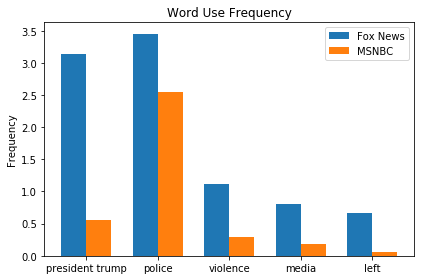 Word Use Frequency
Fox News
MSNBC
Frequency
3.5
3.0
2.5
2.0
1.5
1.0
0.5
0.0
president trump police violence media left